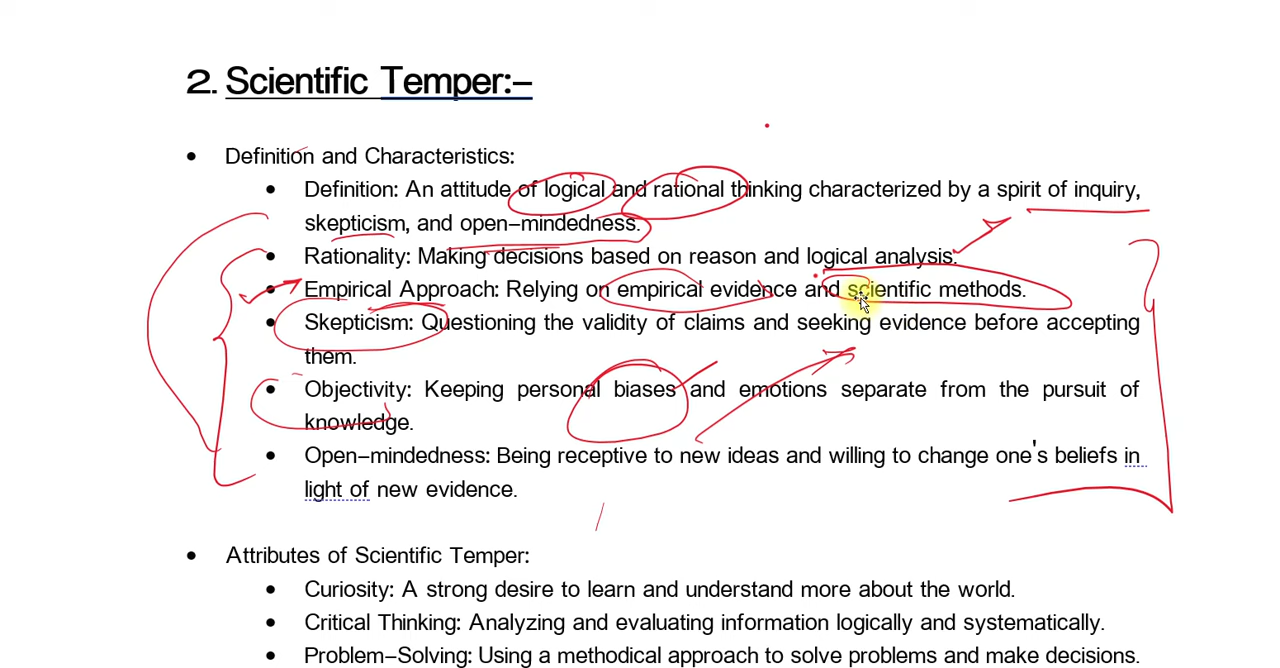 2. Scientific Temper:–
• Definition and Characteristics:
• Definition: An attitude of logical and rational thinking characterized by a spirit of inquiry,
skepticism, and open–mindedness.
• Rationality: Making decisions based on reason and logical analysis.
• Empirical Approach: Relying on empirical evidence and scientific methods.
• Skepticism: Questioning the validity of claims and seeking evidence before accepting
them.
• Objectivity: Keeping personal biases and emotions separate from the pursuit of
knowledge.
• Open–mindedness: Being receptive to new ideas and willing to change one's beliefs in
light of new evidence.
• Attributes of Scientific Temper:
• Curiosity: A strong desire to learn and understand more about the world.
• Critical Thinking: Analyzing and evaluating information logically and systematically.
• Problem–Solving: Using a methodical approach to solve problems and make decisions.